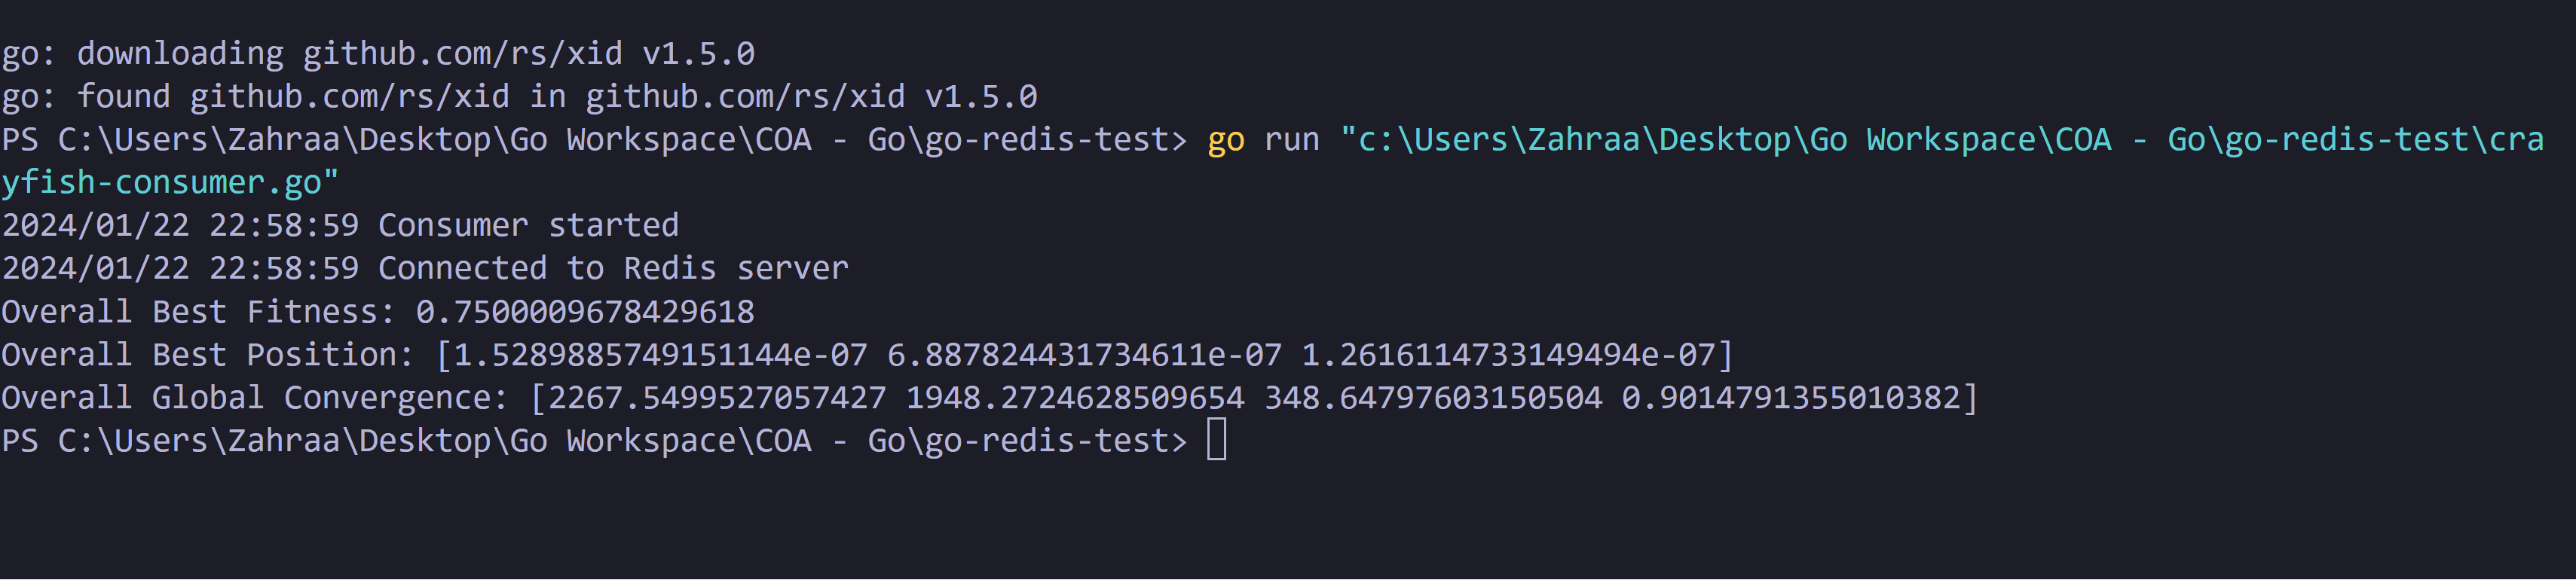 go: downloading github.com/rs/xid v1.5.0
go: found github.com/rs/xid in github.com/rs/xid v1.5.0
PS C:\Users\Zahraa\Desktop\Go Workspace\COA - Go\go-redis-test> go run "c:\Users\Zahraa\Desktop\Go Workspace\COA - Go\go-redis-test\cra
yfish-consumer.go"
2024/01/22 22:58:59 Consumer started
2024/01/22 22:58:59 Connected to Redis server
Overall Best Fitness: 0.7500009678429618
Overall Best Position: [1.5289885749151144e-07 6.887824431734611e-07 1.2616114733149494e-07]
Overall Global Convergence: [2267.5499527057427 1948.2724628509654 348.64797603150504 0.9014791355010382]
PS C:\Users\Zahraa\Desktop\Go Workspace\COA - Go\go-redis-test>